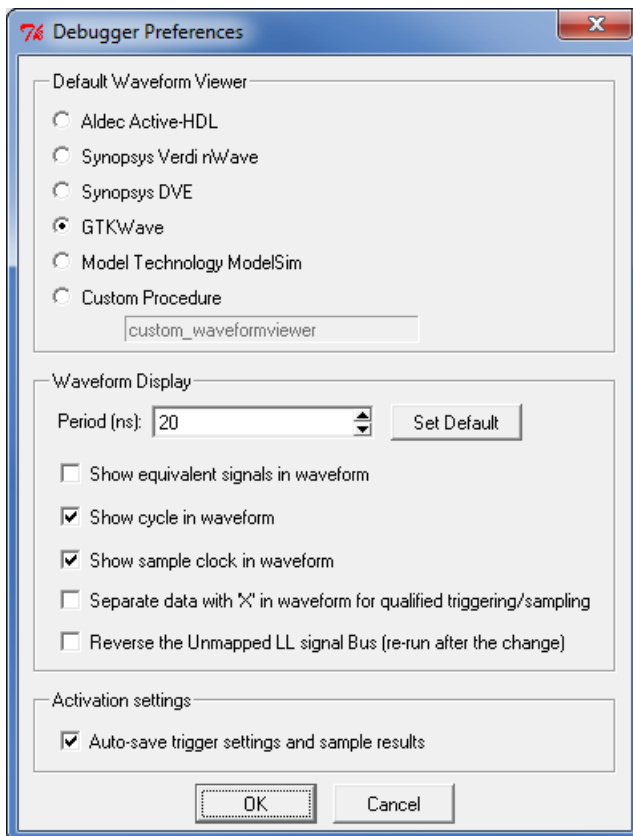 Debugger Preferences
Default Waveform Viewer
Aldec Active-HDL
Synopsys Verdi nWave
Synopsys DVE
GTKWave
Model Technology ModelSim
Custom Procedure
custom_waveformviewer
Waveform Display
Period (ns): 20 Set Default
Show equivalent signals in waveform
Show cycle in waveform
Show sample clock in waveform
Separate data with 'X' in waveform for qualified triggering/sampling
Reverse the Unmapped LL signal Bus (re-run after the change)
Activation settings
Auto-save trigger settings and sample results
OK Cancel